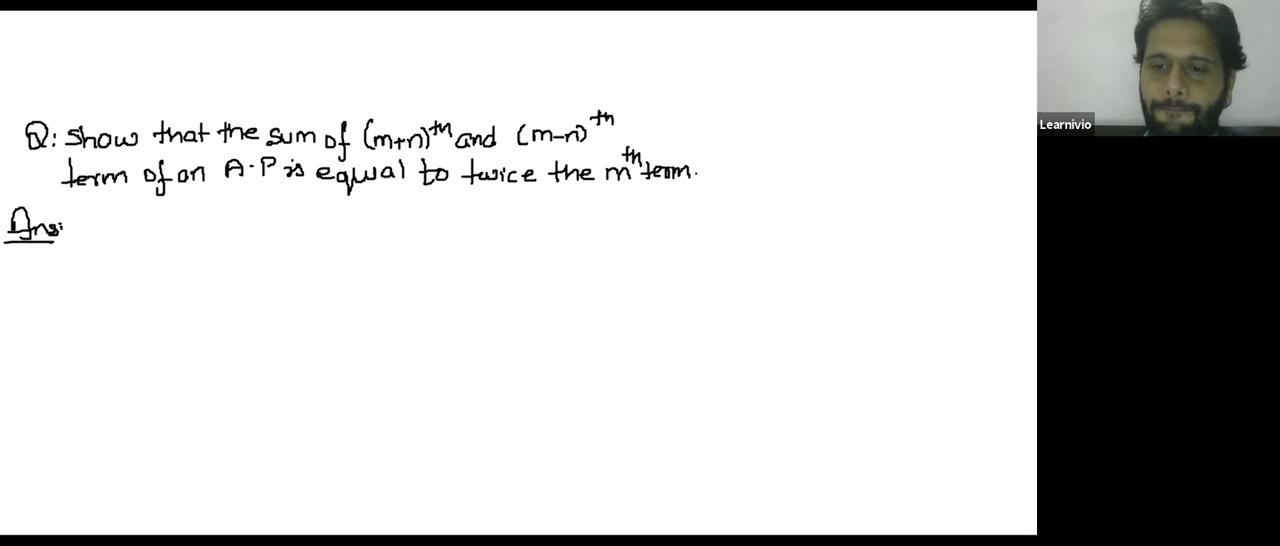 Q: Show that the sum of (m+n)th and (m-n)th
term of an A.P is equal to twice the mth term.
Ans:
Learnivio